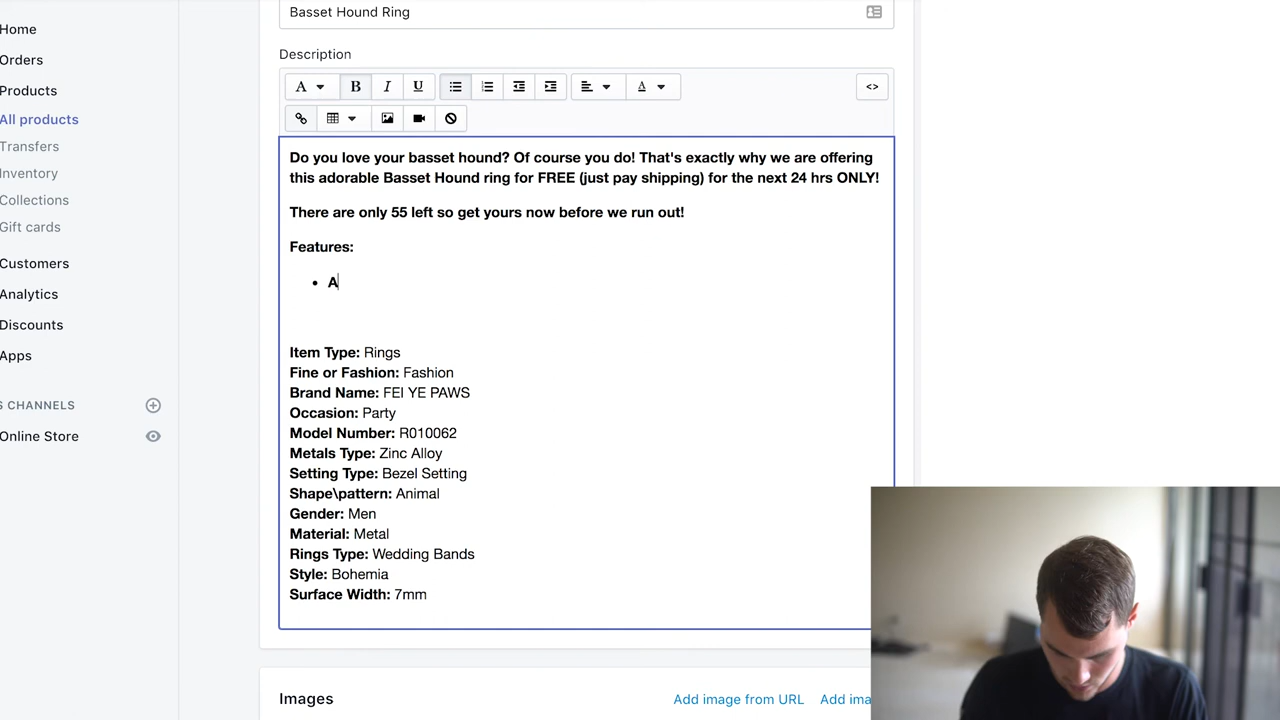 Basset Hound Ring
Home
Description
Orders
A
B
I
U
A
<>
Products
All products
Transfers
Do you love your basset hound? Of course you do! That's exactly why we are offering
this adorable Basset Hound ring for FREE (just pay shipping) for the next 24 hrs ONLY!
Inventory
Collections
There are only 55 left so get yours now before we run out!
Gift cards
Features:
Customers
• A
Analytics
Discounts
Apps
Item Type: Rings
Fine or Fashion: Fashion
Brand Name: FEI YE PAWS
S CHANNELS
Occasion: Party
Online Store
Model Number: R010062
Metals Type: Zinc Alloy
Setting Type: Bezel Setting
Shape\pattern: Animal
Gender: Men
Material: Metal
Rings Type: Wedding Bands
Style: Bohemia
Surface Width: 7mm
Images
Add image from URL
Add ima